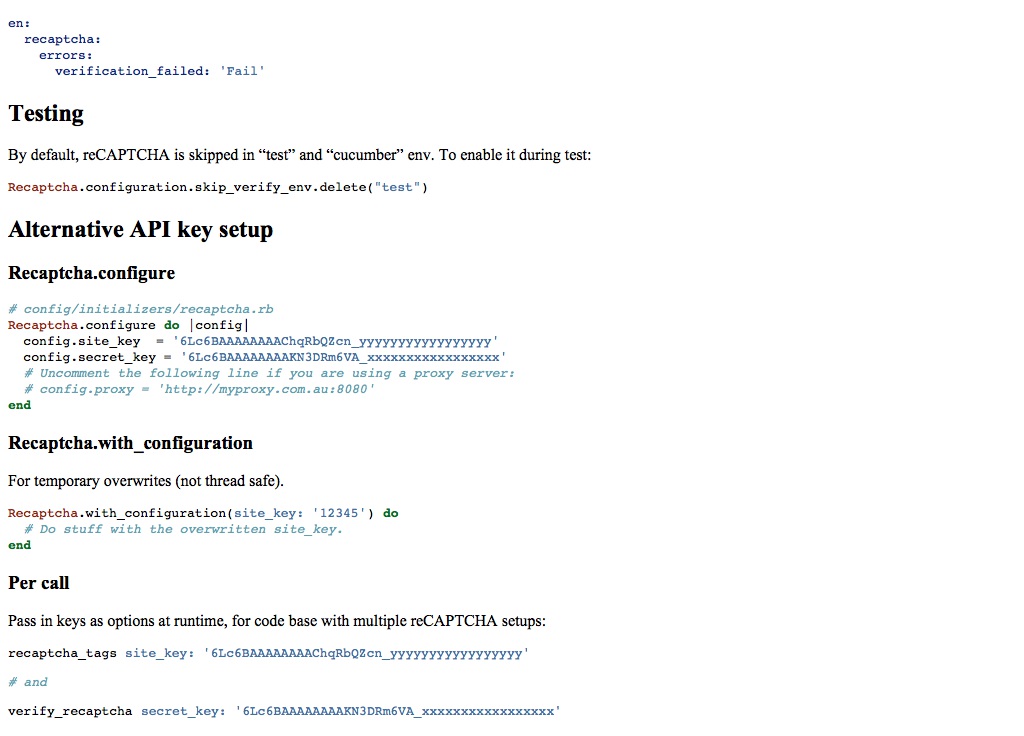 en:
  recaptcha:
    errors:
      verification_failed: 'Fail'
Testing
By default, reCAPTCHA is skipped in “test” and “cucumber” env. To enable it during test:
Recaptcha.configuration.skip_verify_env.delete("test")
Alternative API key setup
Recaptcha.configure
# config/initializers/recaptcha.rb
Recaptcha.configure do |config|
  config.site_key  = '6Lc6BAAAAAAAAChqRbQZcn_yyyyyyyyyyyyyyyyy'
  config.secret_key = '6Lc6BAAAAAAAAKN3DRm6VA_xxxxxxxxxxxxxxxxx'
  # Uncomment the following line if you are using a proxy server:
  # config.proxy = 'http://myproxy.com.au:8080'
end
Recaptcha.with_configuration
For temporary overwrites (not thread safe).
Recaptcha.with_configuration(site_key: '12345') do
  # Do stuff with the overwritten site_key.
end
Per call
Pass in keys as options at runtime, for code base with multiple reCAPTCHA setups:
recaptcha_tags site_key: '6Lc6BAAAAAAAAChqRbQZcn_yyyyyyyyyyyyyyyyy'
# and
verify_recaptcha secret_key: '6Lc6BAAAAAAAAKN3DRm6VA_xxxxxxxxxxxxxxxxx'